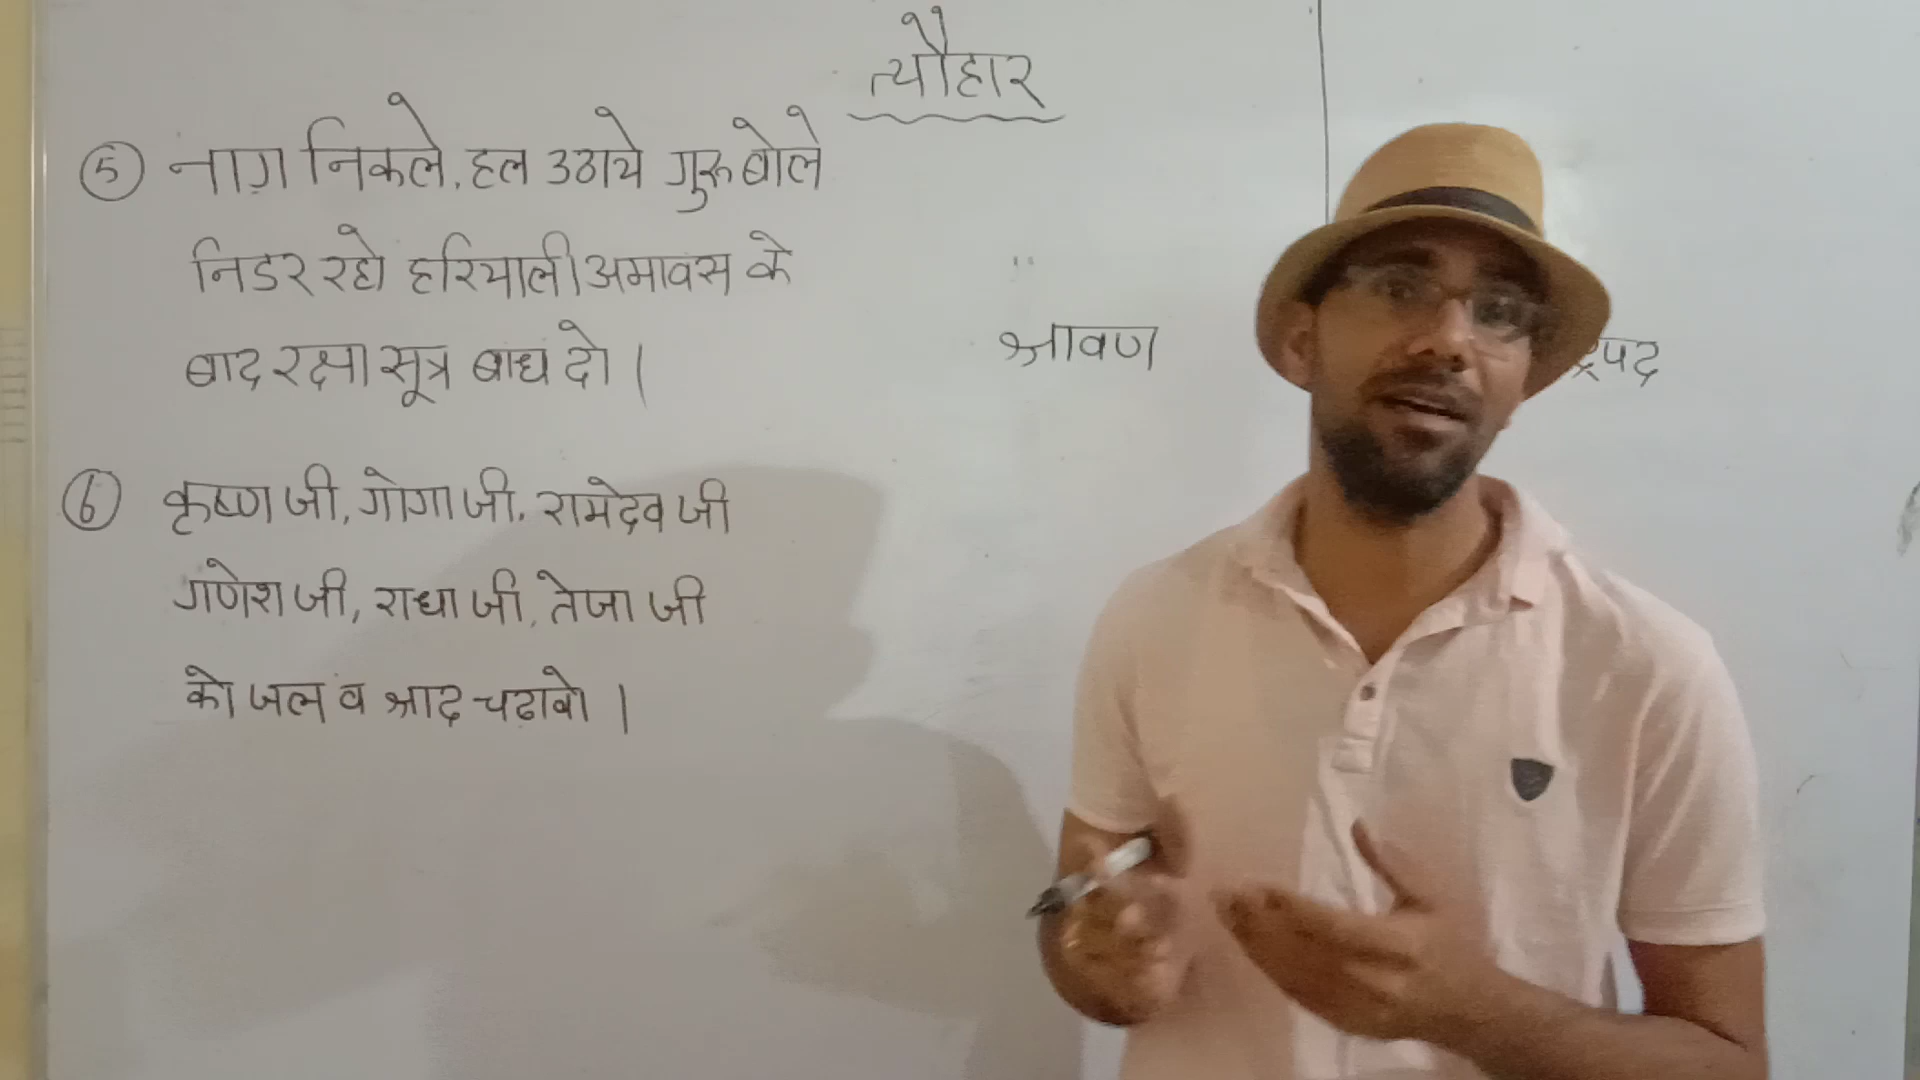 त्यौहार
⑤ नाग़ निकले, हल उठाये गुरू बोले
निडर रहो हरियाली अमावस के
बाद रक्षा सूत्र बाध दो |
श्रावण
⑥ कृष्ण जी, गोगा जी, रामदेव जी
गणेश जी, राधा जी, तेजा जी
को जल व श्राद चढ़ावो |